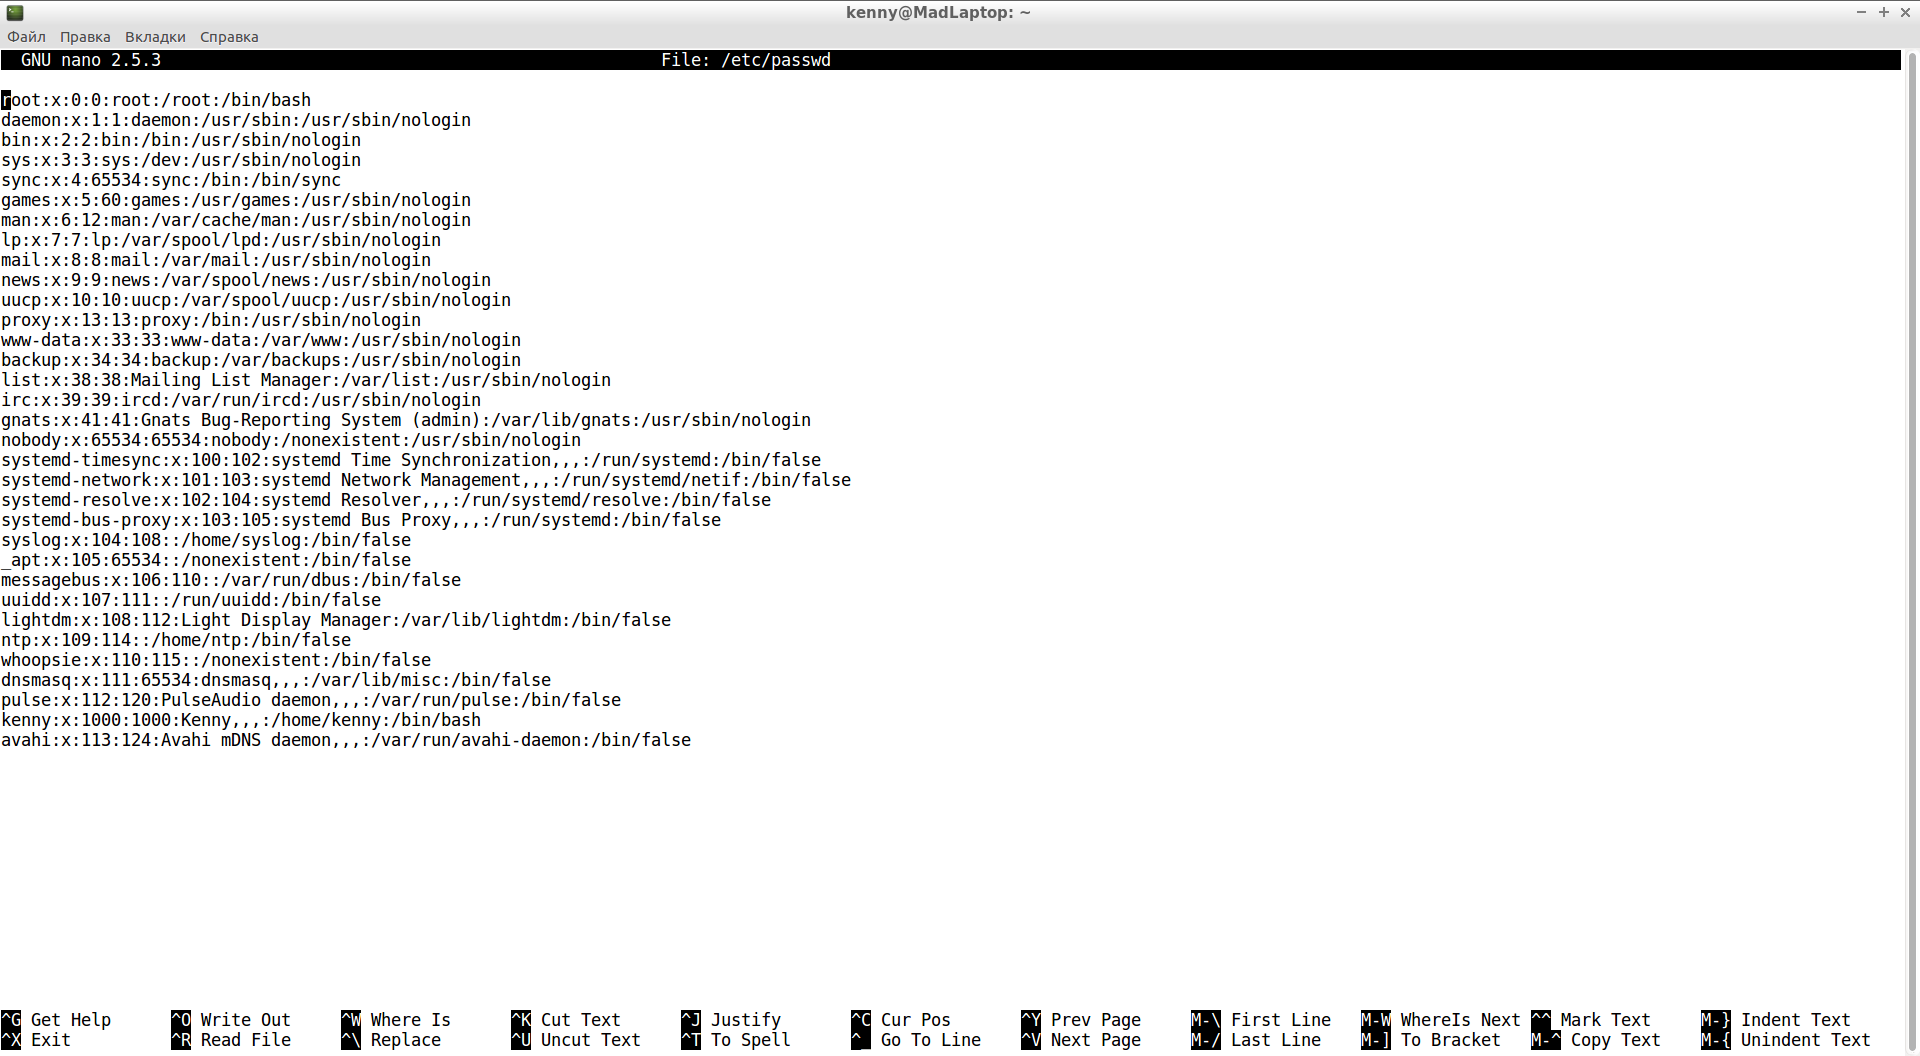 kenny@MadLaptop: ~
Файл Правка Вкладки Справка
GNU nano 2.5.3 File: /etc/passwd
root:x:0:0:root:/root:/bin/bash
daemon:x:1:1:daemon:/usr/sbin:/usr/sbin/nologin
bin:x:2:2:bin:/bin:/usr/sbin/nologin
sys:x:3:3:sys:/dev:/usr/sbin/nologin
sync:x:4:65534:sync:/bin:/bin/sync
games:x:5:60:games:/usr/games:/usr/sbin/nologin
man:x:6:12:man:/var/cache/man:/usr/sbin/nologin
lp:x:7:7:lp:/var/spool/lpd:/usr/sbin/nologin
mail:x:8:8:mail:/var/mail:/usr/sbin/nologin
news:x:9:9:news:/var/spool/news:/usr/sbin/nologin
uucp:x:10:10:uucp:/var/spool/uucp:/usr/sbin/nologin
proxy:x:13:13:proxy:/bin:/usr/sbin/nologin
www-data:x:33:33:www-data:/var/www:/usr/sbin/nologin
backup:x:34:34:backup:/var/backups:/usr/sbin/nologin
list:x:38:38:Mailing List Manager:/var/list:/usr/sbin/nologin
irc:x:39:39:ircd:/var/run/ircd:/usr/sbin/nologin
gnats:x:41:41:Gnats Bug-Reporting System (admin):/var/lib/gnats:/usr/sbin/nologin
nobody:x:65534:65534:nobody:/nonexistent:/usr/sbin/nologin
systemd-timesync:x:100:102:systemd Time Synchronization,,,:/run/systemd:/bin/false
systemd-network:x:101:103:systemd Network Management,,,:/run/systemd/netif:/bin/false
systemd-resolve:x:102:104:systemd Resolver,,,:/run/systemd/resolve:/bin/false
systemd-bus-proxy:x:103:105:systemd Bus Proxy,,,:/run/systemd:/bin/false
syslog:x:104:108::/home/syslog:/bin/false
_apt:x:105:65534::/nonexistent:/bin/false
messagebus:x:106:110::/var/run/dbus:/bin/false
uuidd:x:107:111::/run/uuidd:/bin/false
lightdm:x:108:112:Light Display Manager:/var/lib/lightdm:/bin/false
ntp:x:109:114::/home/ntp:/bin/false
whoopsie:x:110:115::/nonexistent:/bin/false
dnsmasq:x:111:65534:dnsmasq,,,:/var/lib/misc:/bin/false
pulse:x:112:120:PulseAudio daemon,,,:/var/run/pulse:/bin/false
kenny:x:1000:1000:Kenny,,,:/home/kenny:/bin/bash
avahi:x:113:124:Avahi mDNS daemon,,,:/var/run/avahi-daemon:/bin/false
^G Get Help ^O Write Out ^W Where Is ^K Cut Text ^J Justify ^C Cur Pos ^Y Prev Page M-\ First Line M-W WhereIs Next ^^ Mark Text M-} Indent Text
^X Exit ^R Read File ^\ Replace ^U Uncut Text ^T To Spell ^_ Go To Line ^V Next Page M-/ Last Line M-] To Bracket M-^ Copy Text M-{ Unindent Text